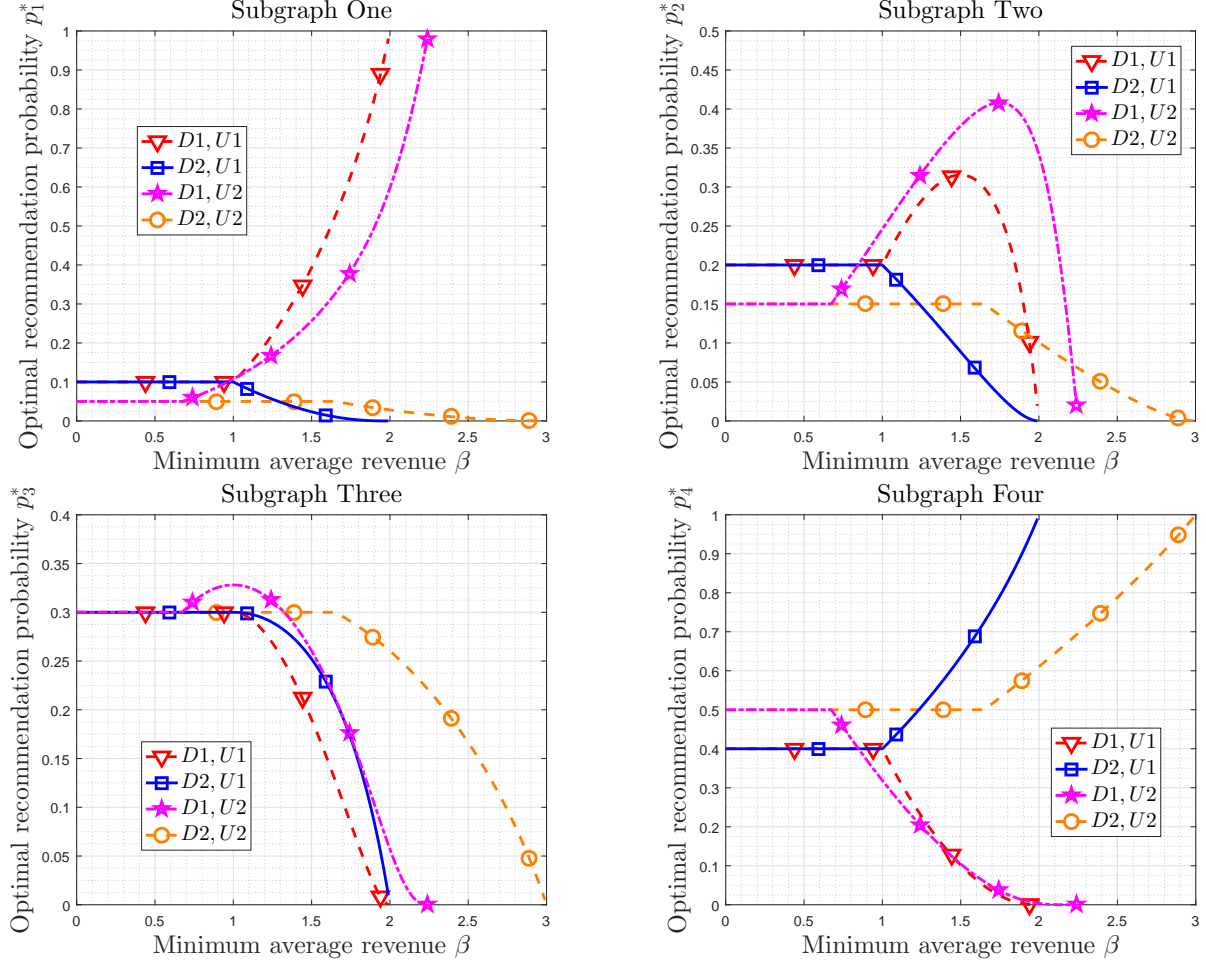 Subgraph One
Optimal recommendation probability p₁*
1
0.9
0.8
0.7
0.6
0.5
0.4
0.3
0.2
0.1
0
D1, U1
D2, U1
D1, U2
D2, U2
0 0.5 1 1.5 2 2.5 3
Minimum average revenue β
Subgraph Two
Optimal recommendation probability p₂*
0.5
0.45
0.4
0.35
0.3
0.25
0.2
0.15
0.1
0.05
0
D1, U1
D2, U1
D1, U2
D2, U2
0 0.5 1 1.5 2 2.5 3
Minimum average revenue β
Subgraph Three
Optimal recommendation probability p₃*
0.4
0.35
0.3
0.25
0.2
0.15
0.1
0.05
0
D1, U1
D2, U1
D1, U2
D2, U2
0 0.5 1 1.5 2 2.5 3
Minimum average revenue β
Subgraph Four
Optimal recommendation probability p₄*
1
0.9
0.8
0.7
0.6
0.5
0.4
0.3
0.2
0.1
0
D1, U1
D2, U1
D1, U2
D2, U2
0 0.5 1 1.5 2 2.5 3
Minimum average revenue β